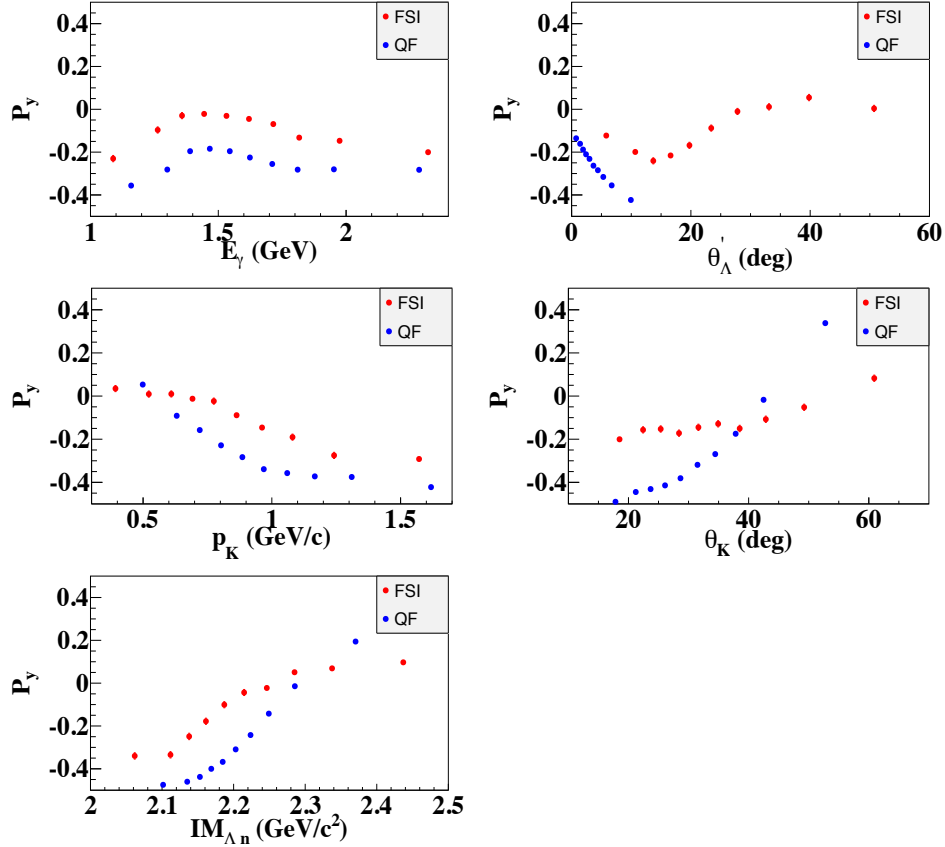 P_y
0.4
0.2
0
-0.2
-0.4
FSI
QF
1 1.5 2
E_γ (GeV)
P_y
0.4
0.2
0
-0.2
-0.4
FSI
QF
0 20 40 60
θ'_Λ (deg)
P_y
0.4
0.2
0
-0.2
-0.4
FSI
QF
0.5 1 1.5
p_K (GeV/c)
P_y
0.4
0.2
0
-0.2
-0.4
FSI
QF
20 40 60
θ_K (deg)
P_y
0.4
0.2
0
-0.2
-0.4
FSI
QF
2 2.1 2.2 2.3 2.4 2.5
IM_Λ n (GeV/c²)